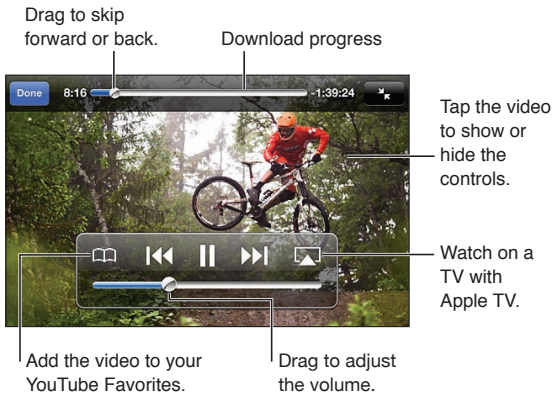 Drag to skip
forward or back.
Download progress
Done
8:16
-1:39:24
Tap the video
to show or
hide the
controls.
Watch on a
TV with
Apple TV.
Add the video to your
YouTube Favorites.
Drag to adjust
the volume.